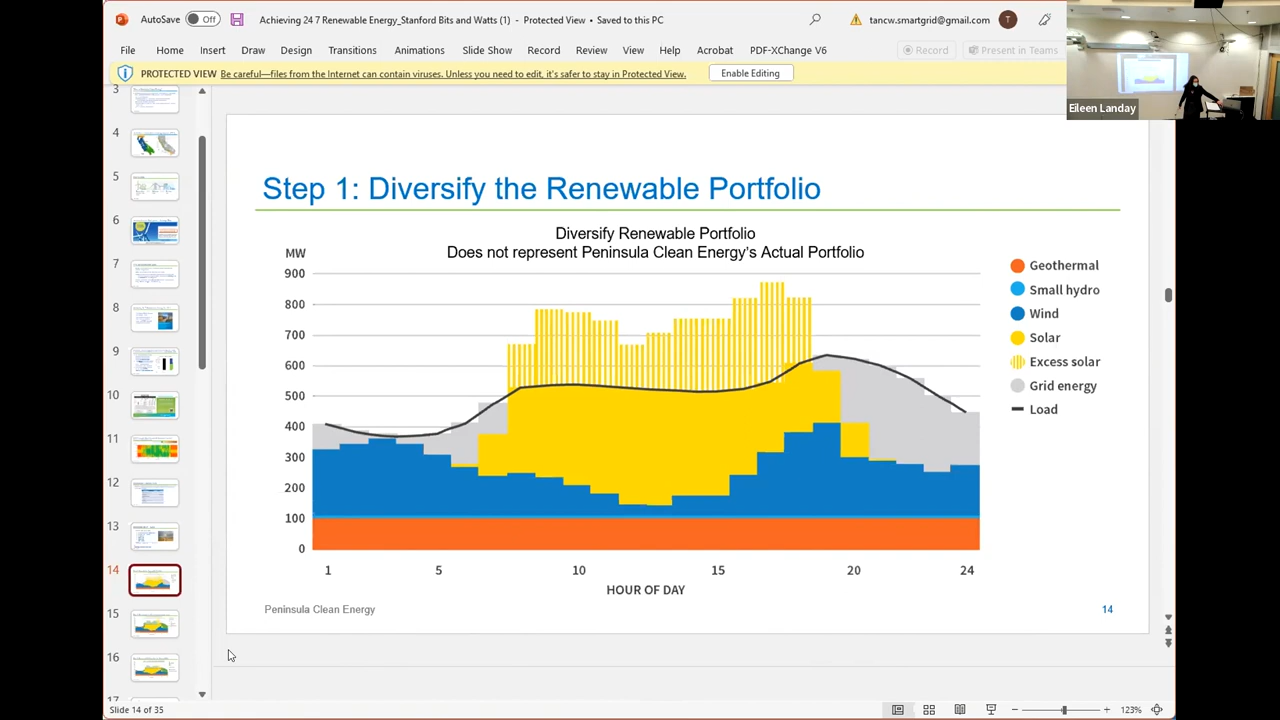 AutoSave Off Achieving 24 7 Renewable Energy_Stanford Bits and Watts (1) - Protected View • Saved to this PC tancw.smartgrid@gmail.com T
File Home Insert Draw Design Transitions Animations Slide Show Record Review View Help Acrobat PDF-XChange V6 Record Present in Teams
PROTECTED VIEW Be careful—files from the Internet can contain viruses. Unless you need to edit, it's safer to stay in Protected View. Enable Editing
Eileen Landay
3
4
5
6
7
8
9
10
11
12
13
14
15
16
17
Step 1: Diversify the Renewable Portfolio
Diversify Renewable Portfolio
Does not represent Peninsula Clean Energy's Actual Portfolio
MW
900
800
700
600
500
400
300
200
100
0
1 5 10 15 20 24
HOUR OF DAY
Geothermal
Small hydro
Wind
Solar
Excess solar
Grid energy
Load
Peninsula Clean Energy 14
Slide 14 of 35 123%